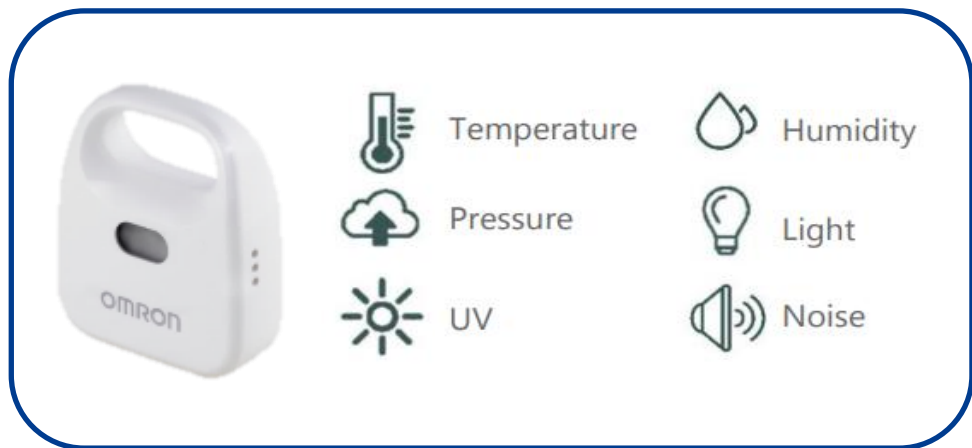 Temperature
Humidity
Pressure
Light
UV
Noise
OMRON